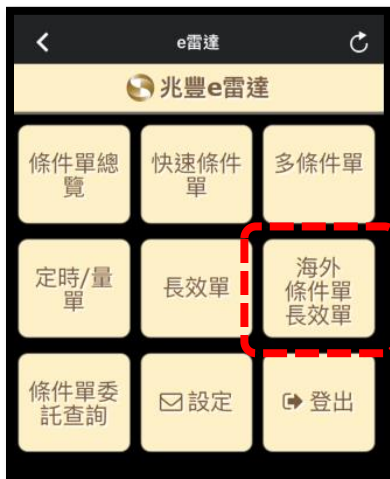 e雷達
兆豐e雷達
條件單總
覽
快速條件
單
多條件單
定時/量
單
長效單
海外
條件單
長效單
條件單委
託查詢
設定
登出